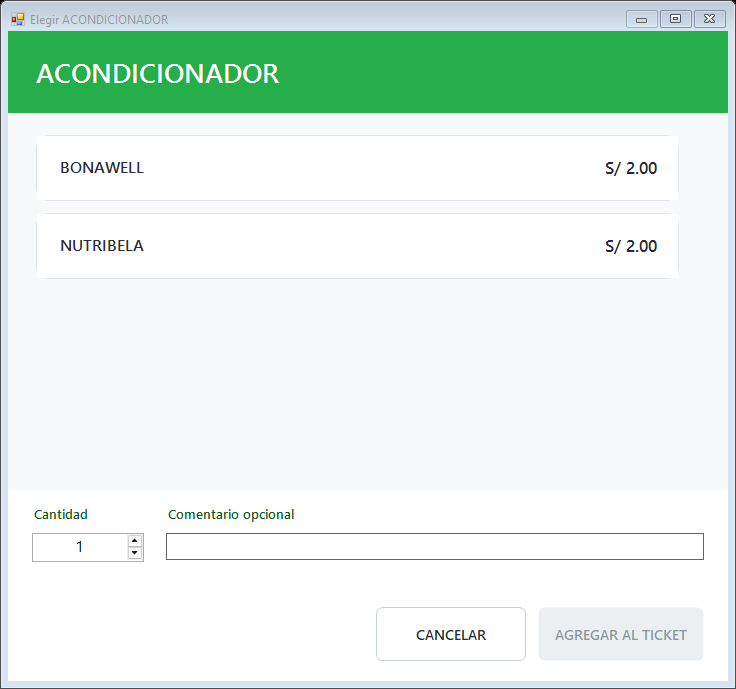 Elegir ACONDICIONADOR
ACONDICIONADOR
BONAWELL S/ 2.00
NUTRIBELA S/ 2.00
Cantidad Comentario opcional
1
CANCELAR AGREGAR AL TICKET